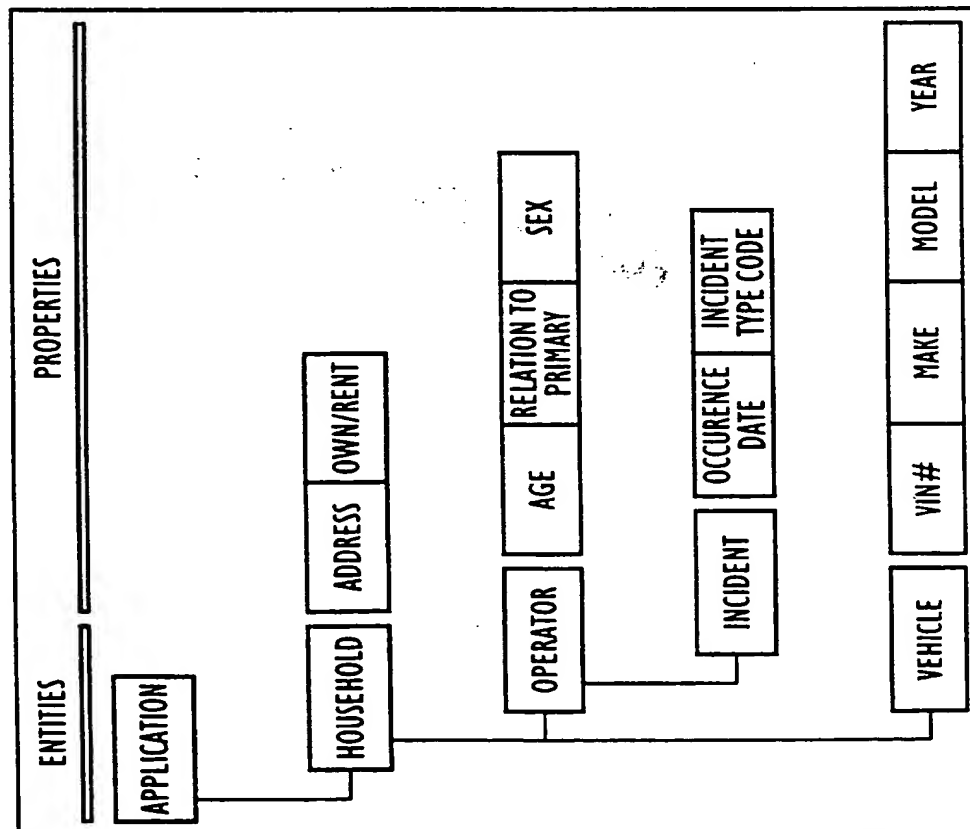 ENTITIES
PROPERTIES
APPLICATION
HOUSEHOLD
ADDRESS
OWN/RENT
OPERATOR
AGE
RELATION TO
PRIMARY
SEX
INCIDENT
OCCURENCE
DATE
INCIDENT
TYPE CODE
VEHICLE
VIN#
MAKE
MODEL
YEAR